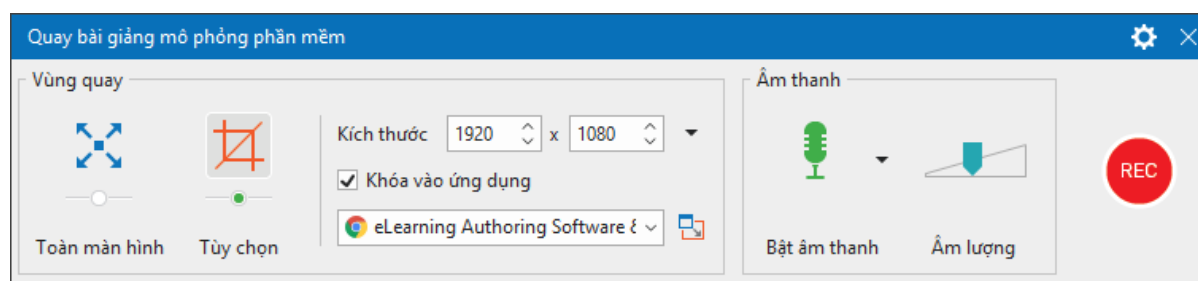 Quay bài giảng mô phỏng phần mềm
Vùng quay
Âm thanh
Kích thước 1920 x 1080
Khóa vào ứng dụng
eLearning Authoring Software &
Toàn màn hình
Tùy chọn
Bật âm thanh
Âm lượng
REC